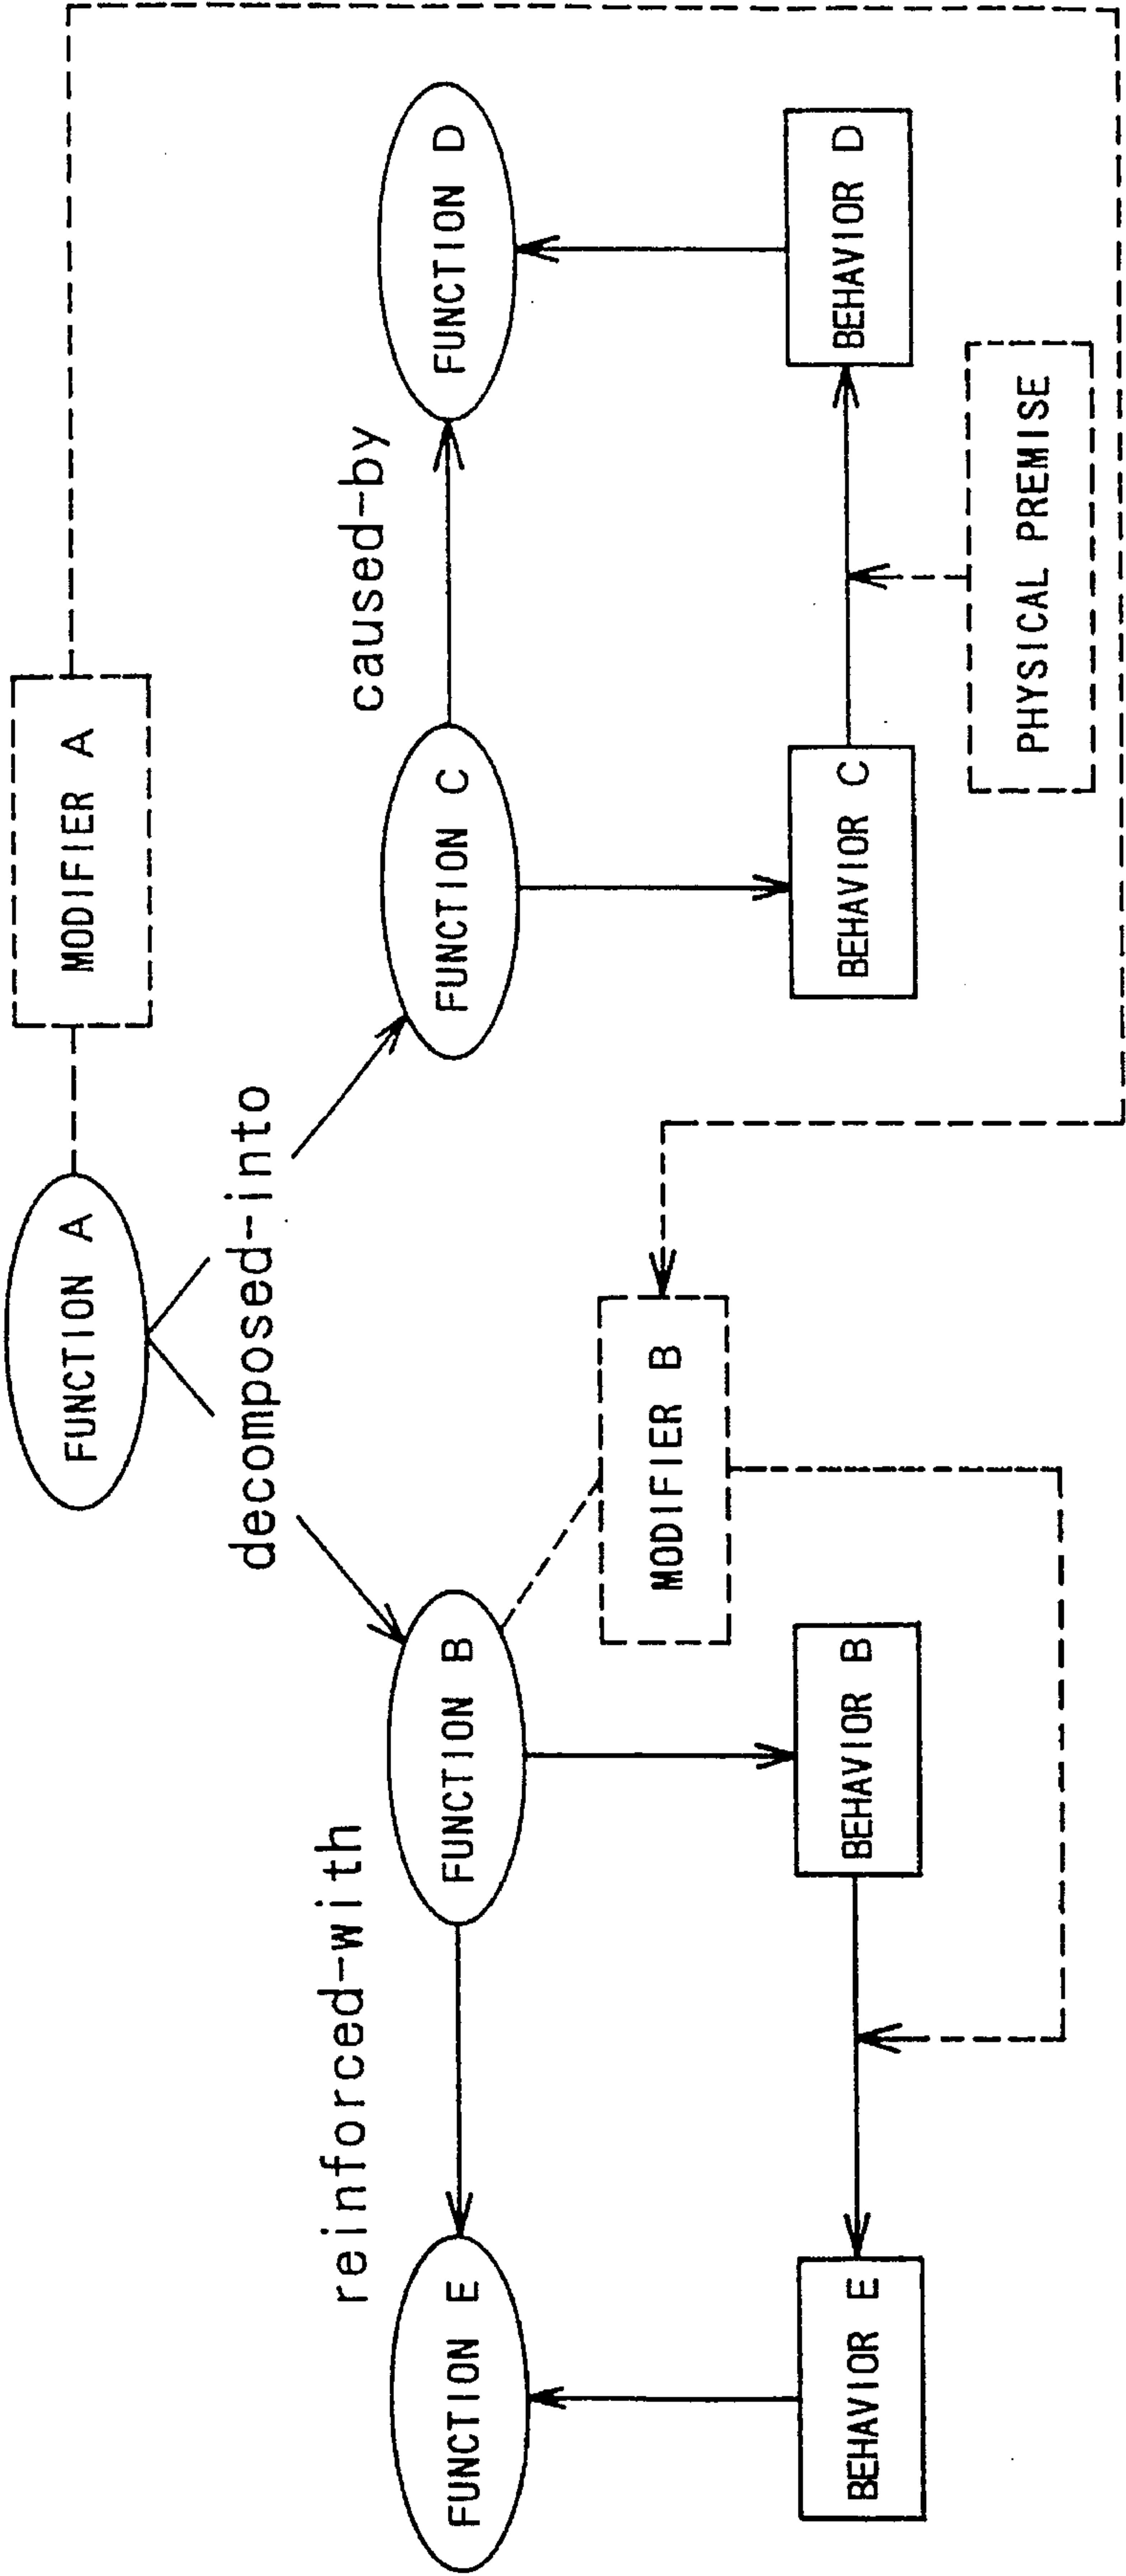 FUNCTION A
MODIFIER A
decomposed-into
reinforced-with
caused-by
FUNCTION E
FUNCTION B
FUNCTION C
FUNCTION D
MODIFIER B
BEHAVIOR E
BEHAVIOR B
BEHAVIOR C
BEHAVIOR D
PHYSICAL PREMISE